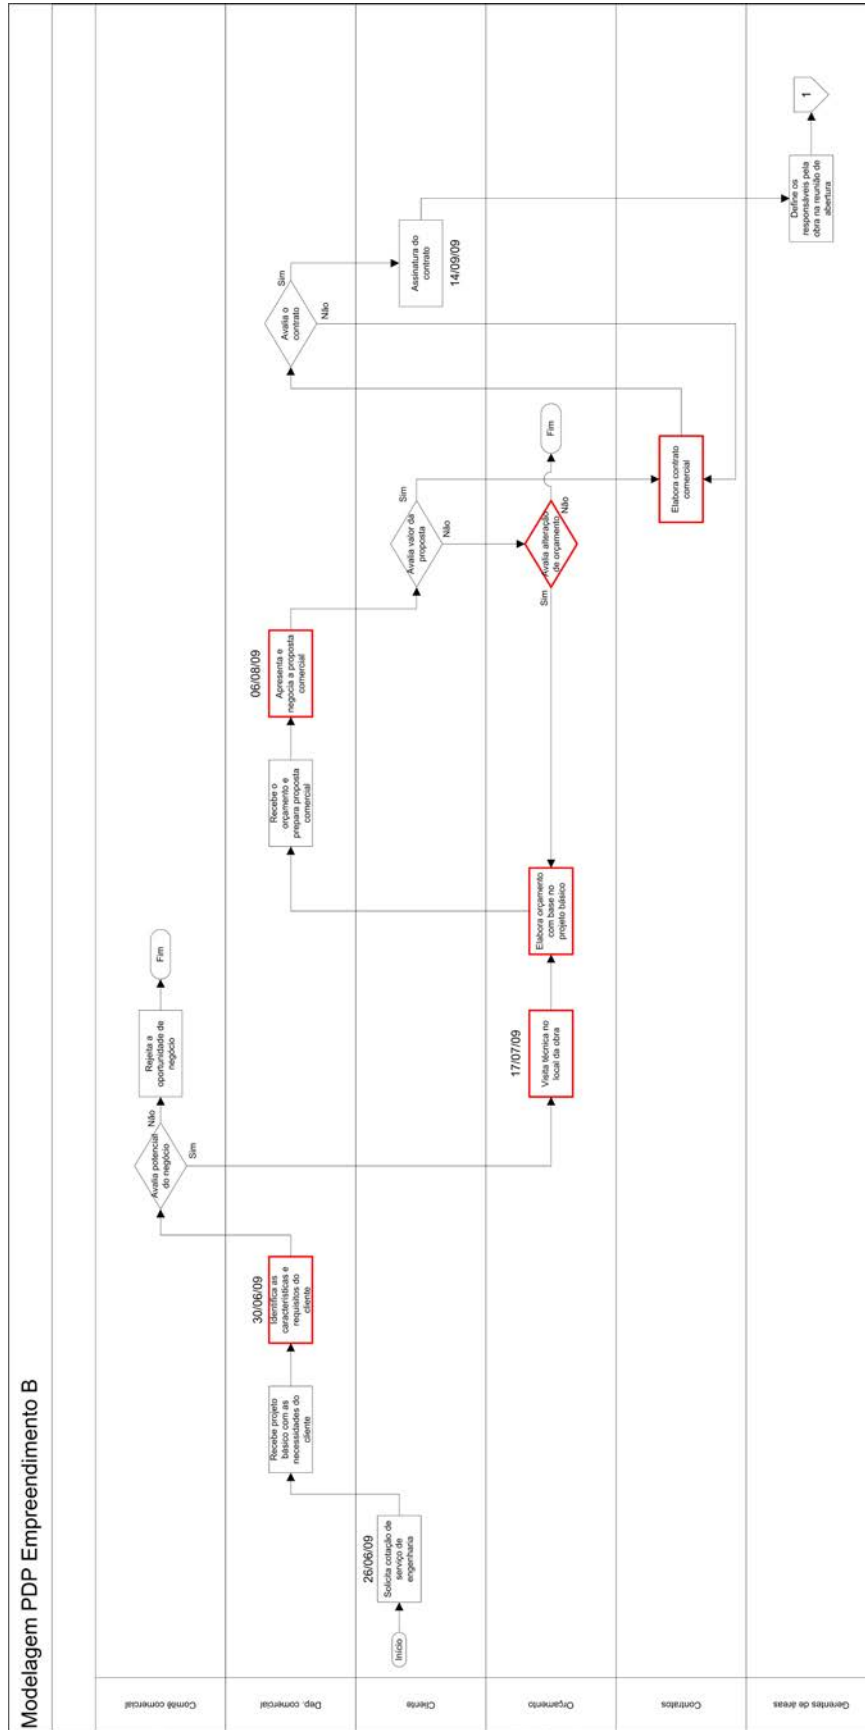 Modelagem PDP Empreendimento B
Comitê comercial
Dep. comercial
Cliente
Orçamento
Contratos
Gerentes de áreas
Início
26/06/09
Solicita cotação de
serviço de
engenharia
Recebe projeto
básico com as
necessidades do
cliente
30/06/09
Identifica as
características e
requisitos do
cliente
Avalia potencial
do negócio
Não
Sim
Rejeita a
oportunidade de
negócio
Fim
17/07/09
Visita técnica no
local da obra
Elabora orçamento
com base no
projeto básico
Recebe o
orçamento e
prepara proposta
comercial
06/08/09
Apresenta e
negocia a proposta
comercial
Avalia valor da
proposta
Sim
Não
Avalia alteração
de orçamento
Sim
Não
Fim
Elabora contrato
comercial
Avalia o
contrato
Sim
Não
Assinatura do
contrato
14/09/09
Define os
responsáveis pela
obra na reunião de
abertura
1